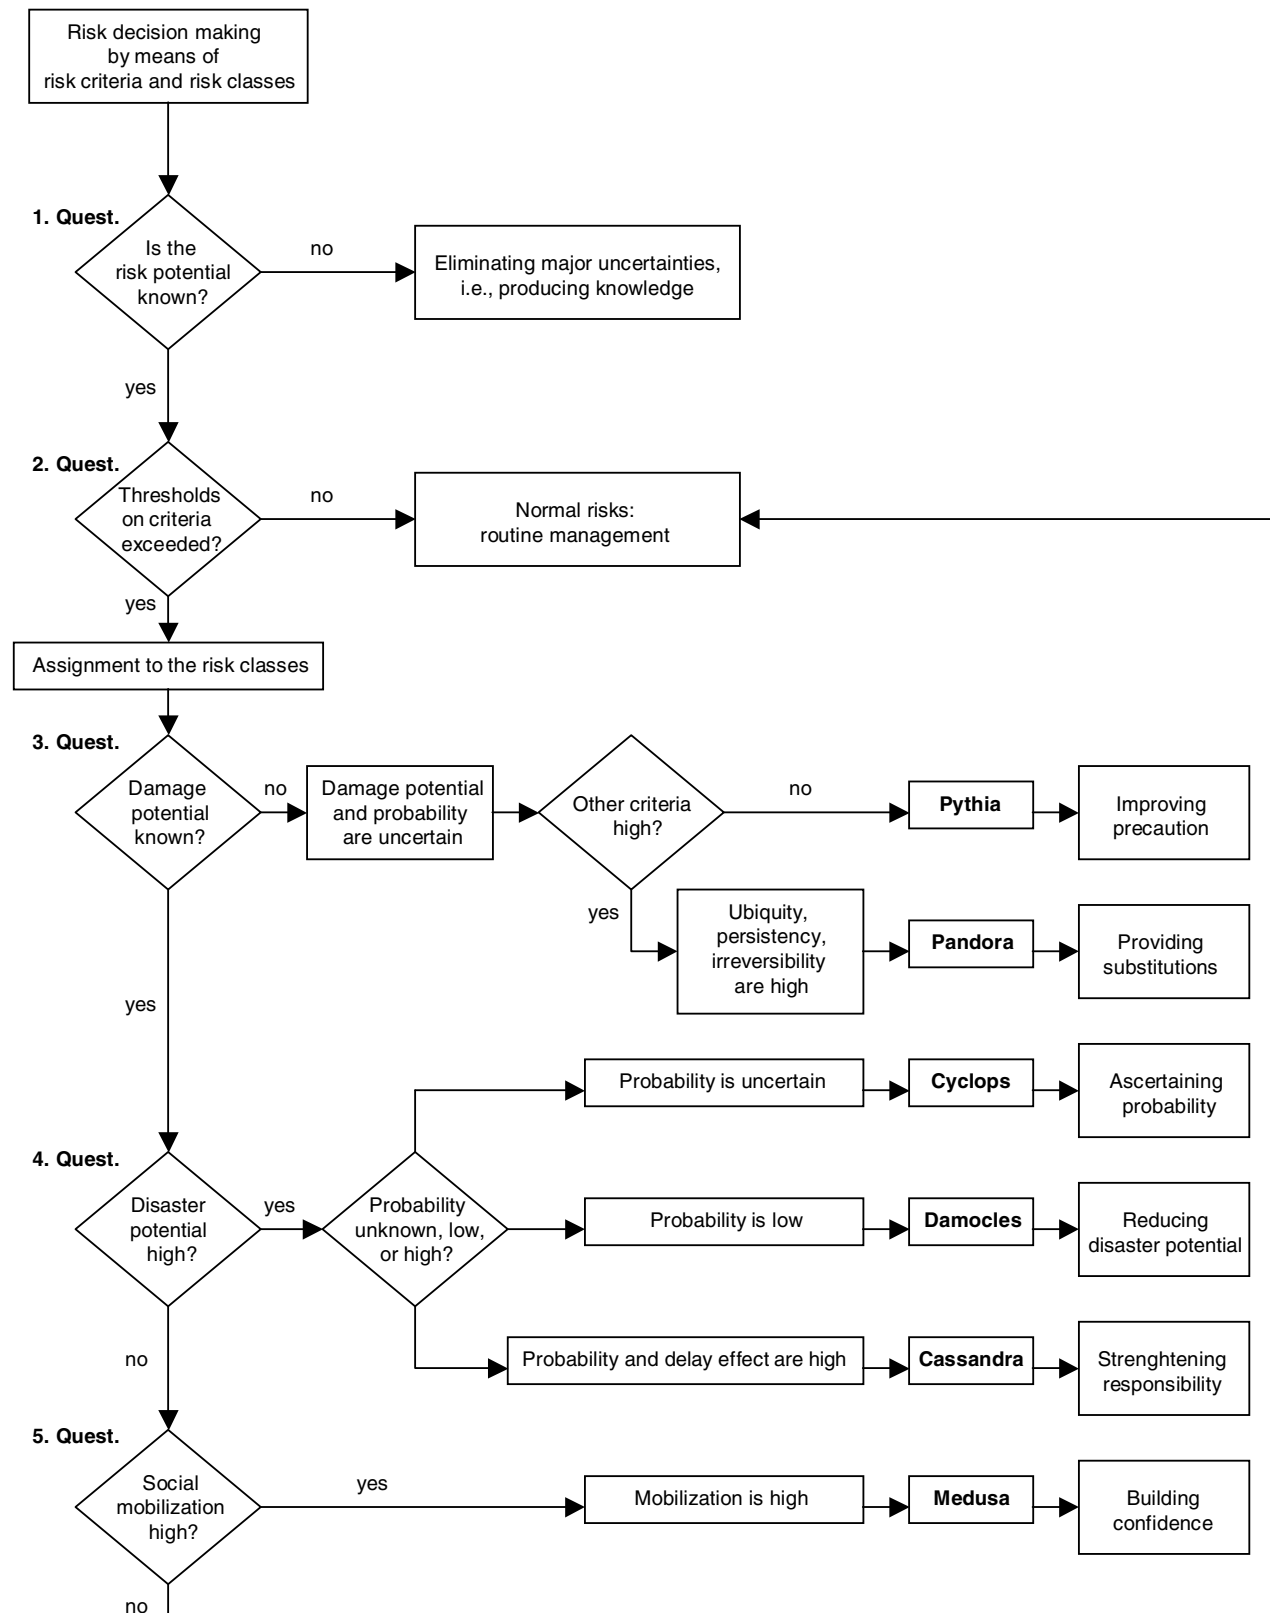 Risk decision making
by means of
risk criteria and risk classes
1. Quest.
Is the
risk potential
known?
no
Eliminating major uncertainties,
i.e., producing knowledge
yes
2. Quest.
Thresholds
on criteria
exceeded?
no
Normal risks:
routine management
yes
Assignment to the risk classes
3. Quest.
Damage
potential
known?
no
Damage potential
and probability
are uncertain
Other criteria
high?
no
Pythia
Improving
precaution
yes
Ubiquity,
persistency,
irreversibility
are high
Pandora
Providing
substitutions
yes
Probability is uncertain
Cyclops
Ascertaining
probability
4. Quest.
Disaster
potential
high?
yes
Probability
unknown, low,
or high?
Probability is low
Damocles
Reducing
disaster potential
no
Probability and delay effect are high
Cassandra
Strenghtening
responsibility
5. Quest.
Social
mobilization
high?
yes
Mobilization is high
Medusa
Building
confidence
no